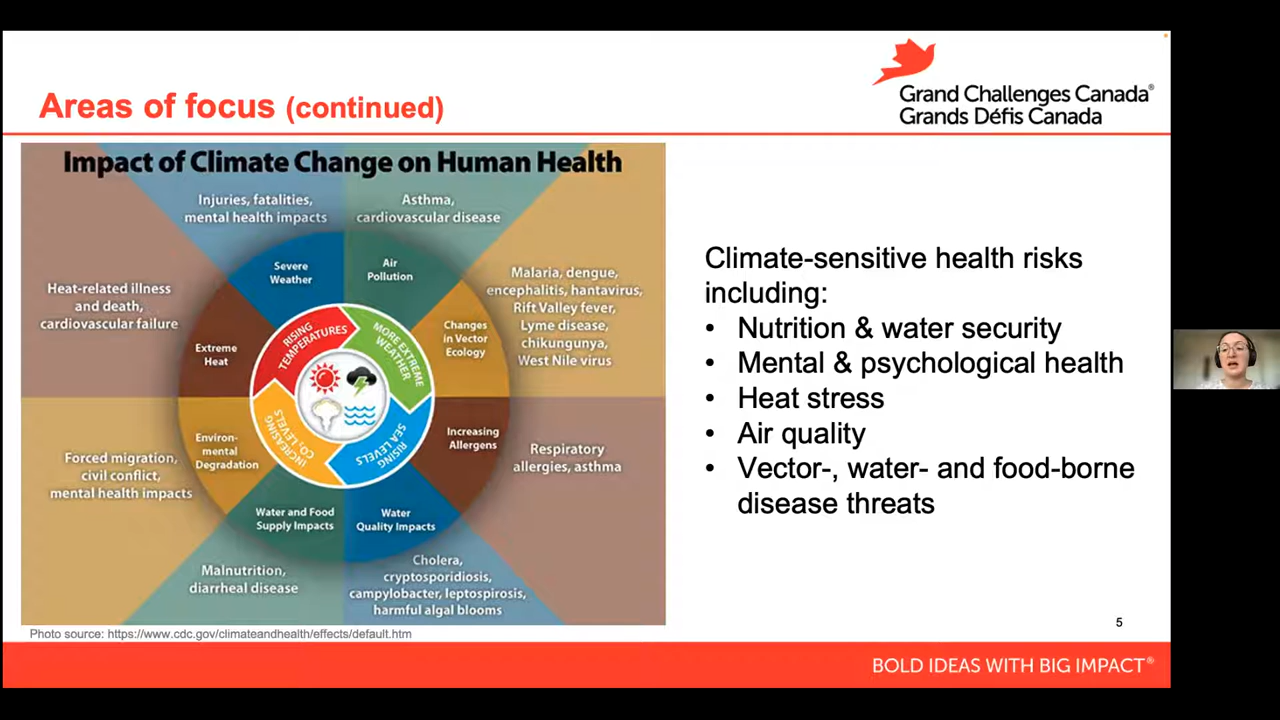 Areas of focus (continued)
Grand Challenges Canada®
Grands Défis Canada
Impact of Climate Change on Human Health
Injuries, fatalities,
mental health impacts
Asthma,
cardiovascular disease
Severe
Weather
Air
Pollution
Heat-related illness
and death,
cardiovascular failure
Extreme
Heat
Malaria, dengue,
encephalitis, hantavirus,
Rift Valley fever,
Lyme disease,
chikungunya,
West Nile virus
Changes
in Vector
Ecology
RISING
TEMPERATURES
MORE EXTREME
WEATHER
RISING
SEA LEVELS
INCREASING
CO₂ LEVELS
Forced migration,
civil conflict,
mental health impacts
Environ-
mental
Degradation
Increasing
Allergens
Respiratory
allergies, asthma
Water and Food
Supply Impacts
Water
Quality Impacts
Malnutrition,
diarrheal disease
Cholera,
cryptosporidiosis,
campylobacter, leptospirosis,
harmful algal blooms
Photo source: https://www.cdc.gov/climateandhealth/effects/default.htm
Climate-sensitive health risks
including:
• Nutrition & water security
• Mental & psychological health
• Heat stress
• Air quality
• Vector-, water- and food-borne
disease threats
5
BOLD IDEAS WITH BIG IMPACT®